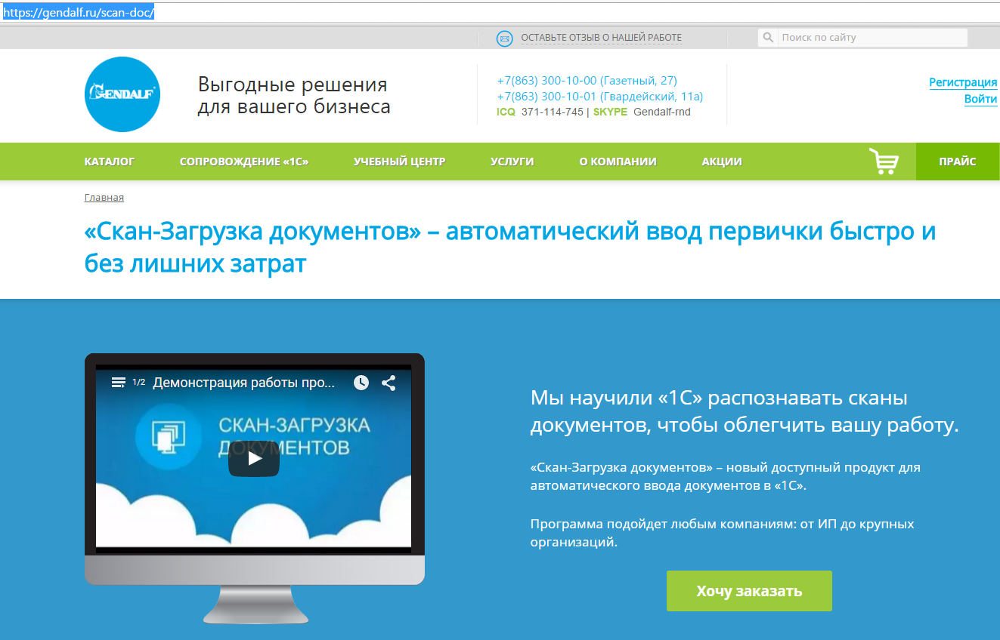 https://gendalf.ru/scan-doc/
ОСТАВЬТЕ ОТЗЫВ О НАШЕЙ РАБОТЕ
Поиск по сайту
GENDALF
Выгодные решения
для вашего бизнеса
+7(863) 300-10-00 (Газетный, 27)
+7(863) 300-10-01 (Гвардейский, 11а)
ICQ 371-114-745 | SKYPE Gendalf-rnd
Регистрация
Войти
КАТАЛОГ СОПРОВОЖДЕНИЕ «1С» УЧЕБНЫЙ ЦЕНТР УСЛУГИ О КОМПАНИИ АКЦИИ ПРАЙС
Главная
«Скан-Загрузка документов» – автоматический ввод первички быстро и
без лишних затрат
1/2 Демонстрация работы про...
СКАН-ЗАГРУЗКА
ДОКУМЕНТОВ
Мы научили «1С» распознавать сканы
документов, чтобы облегчить вашу работу.
«Скан-Загрузка документов» – новый доступный продукт для
автоматического ввода документов в «1С».
Программа подойдет любым компаниям: от ИП до крупных
организаций.
Хочу заказать